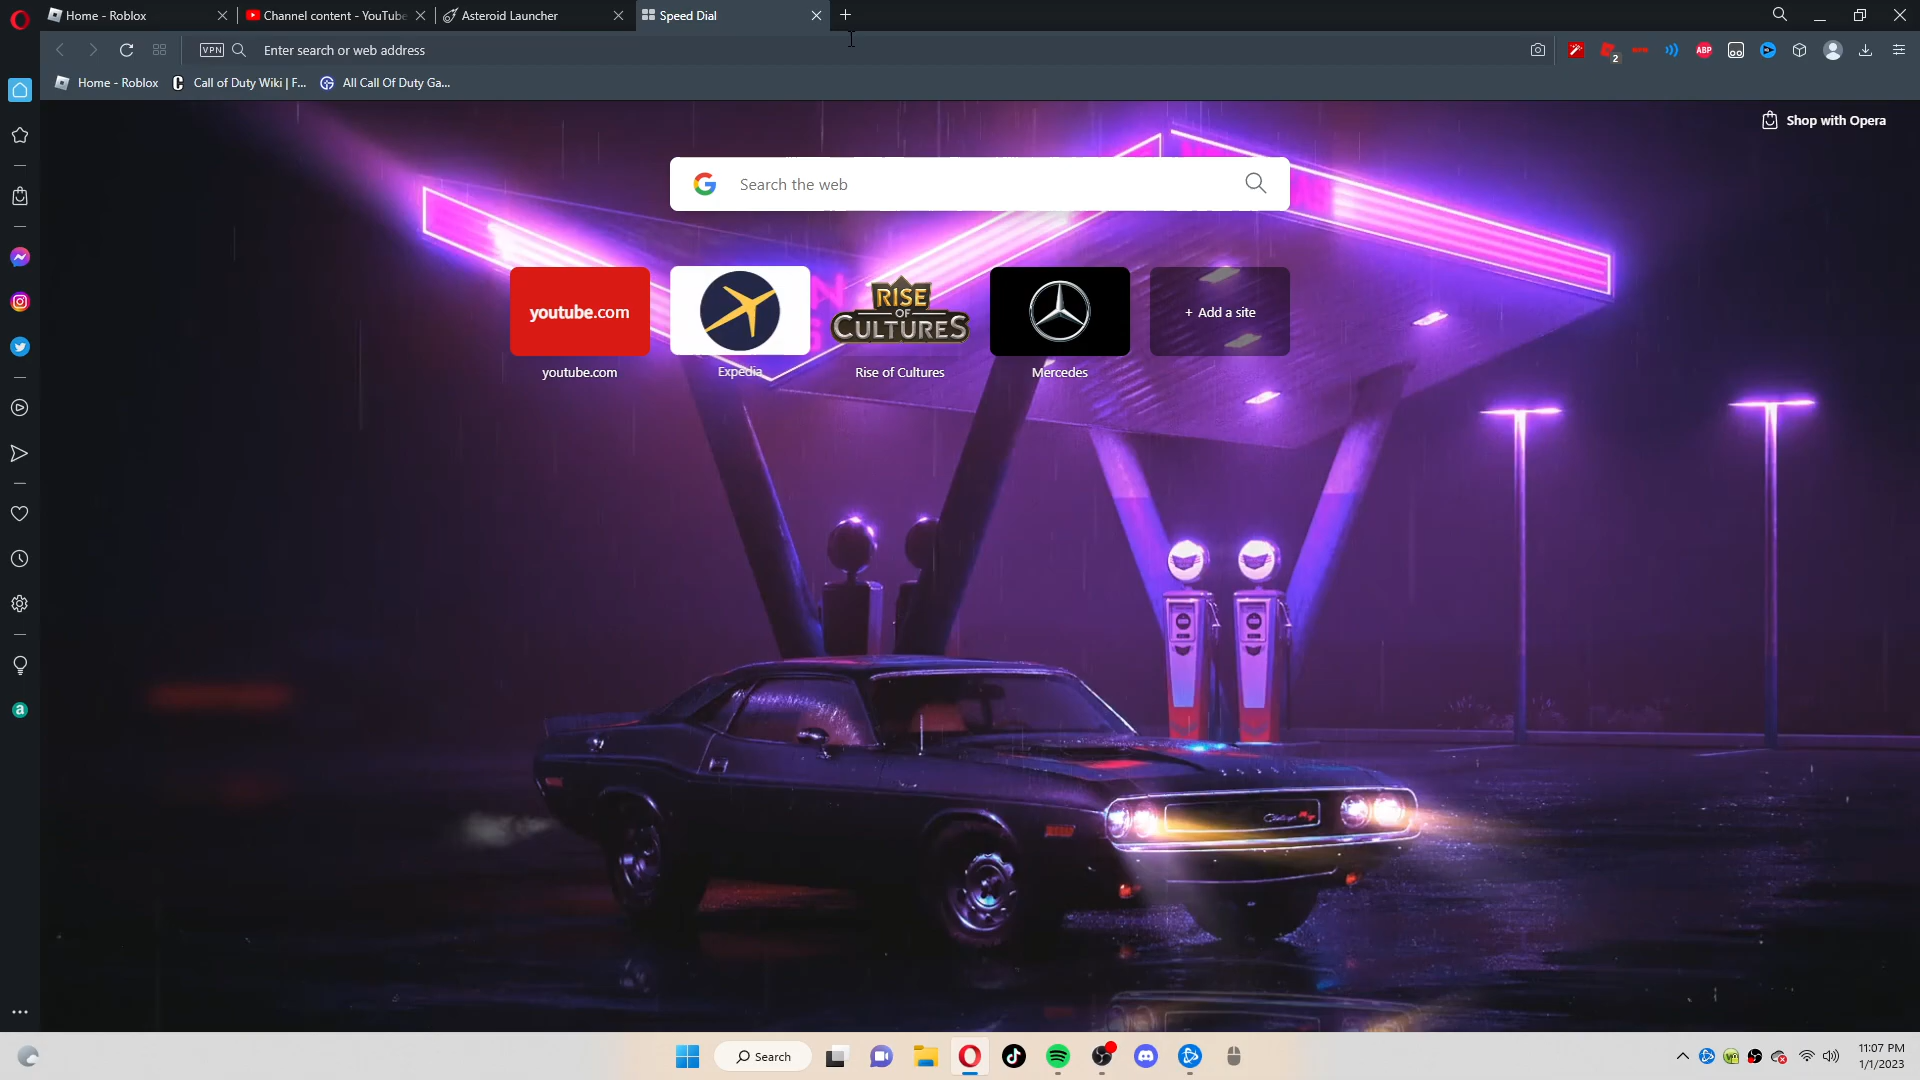 Home - Roblox
Channel content - YouTube
Asteroid Launcher
Speed Dial
VPN
Enter search or web address
2
ABP
Home - Roblox
Call of Duty Wiki | F...
All Call Of Duty Ga...
Shop with Opera
Search the web
youtube.com
RISE
OF
CULTURES
+ Add a site
youtube.com
Expedia
Rise of Cultures
Mercedes
a
Search
11:07 PM
1/1/2023